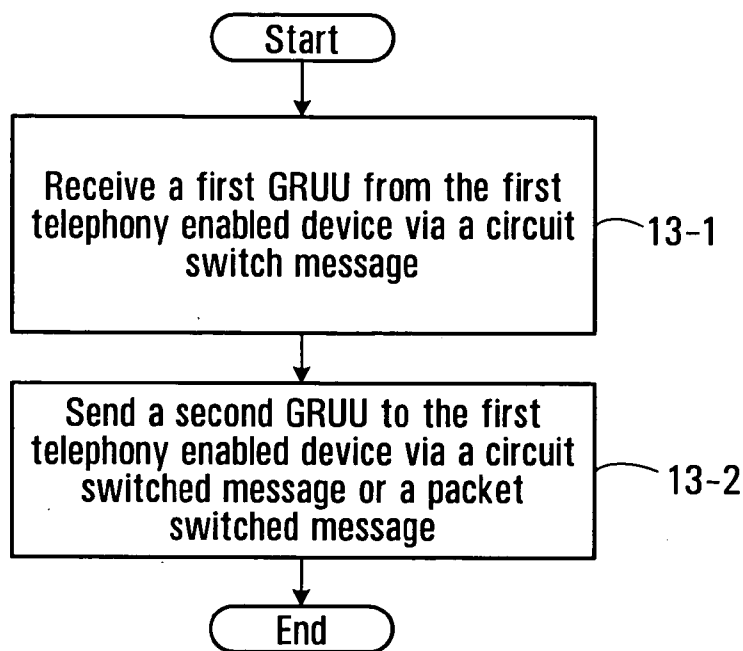 Start
Receive a first GRUU from the first
telephony enabled device via a circuit
switch message
13-1
Send a second GRUU to the first
telephony enabled device via a circuit
switched message or a packet
switched message
13-2
End